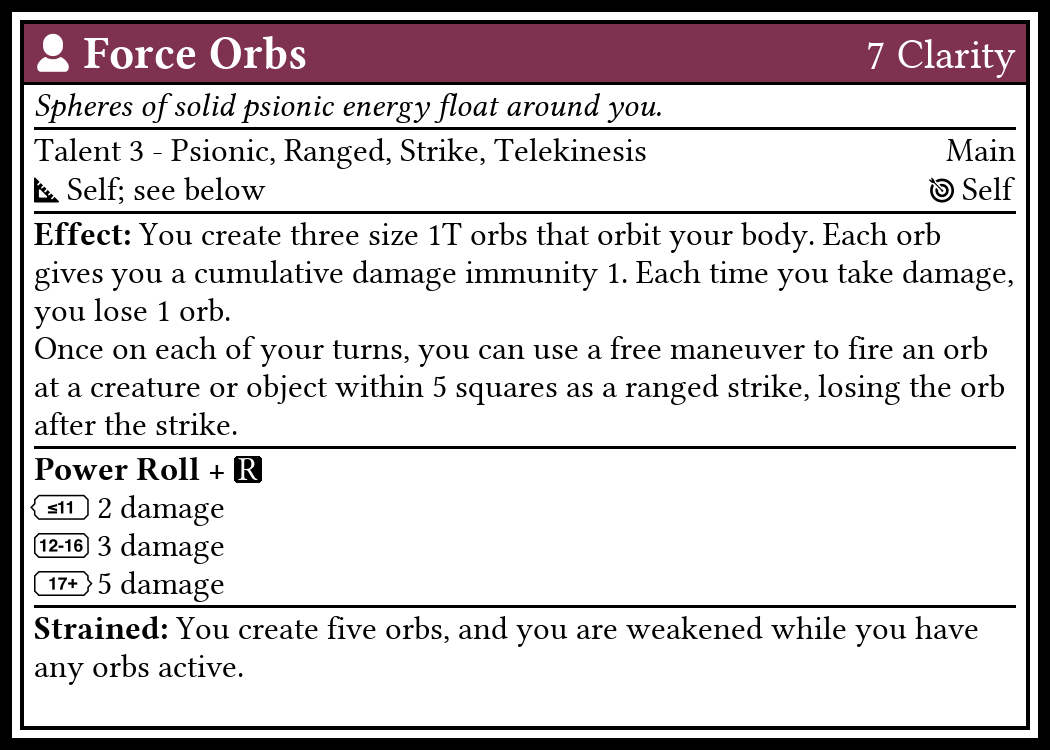 Force Orbs 7 Clarity
Spheres of solid psionic energy float around you.
Talent 3 - Psionic, Ranged, Strike, Telekinesis Main
Self; see below Self
Effect: You create three size 1T orbs that orbit your body. Each orb
gives you a cumulative damage immunity 1. Each time you take damage,
you lose 1 orb.
Once on each of your turns, you can use a free maneuver to fire an orb
at a creature or object within 5 squares as a ranged strike, losing the orb
after the strike.
Power Roll + R
≤11 2 damage
12-16 3 damage
17+ 5 damage
Strained: You create five orbs, and you are weakened while you have
any orbs active.